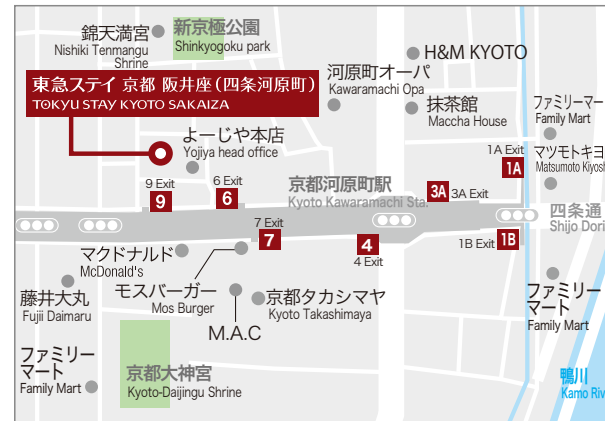 錦天満宮
Nishiki Tenmangu
Shrine
新京極公園
Shinkyogoku park
東急ステイ 京都 阪井座(四条河原町)
TOKYU STAY KYOTO SAKAIZA
よーじや本店
Yojiya head office
河原町オーパ
Kawaramachi Opa
H&M KYOTO
抹茶館
Maccha House
ファミリーマー
Family Mart
マツモトキヨ
Matsumoto Kiyosh
1A Exit
1A
9 Exit
9
6 Exit
6
京都河原町駅
Kyoto Kawaramachi Sta.
3A
3A Exit
四条通
Shijo Dori
7 Exit
7
4
4 Exit
1B Exit
1B
マクドナルド
McDonald's
モスバーガー
Mos Burger
藤井大丸
Fujii Daimaru
M.A.C
京都タカシマヤ
Kyoto Takashimaya
ファミリー
マート
Family Mart
ファミリー
マート
Family Mart
京都大神宮
Kyoto-Daijingu Shrine
鴨川
Kamo Riv